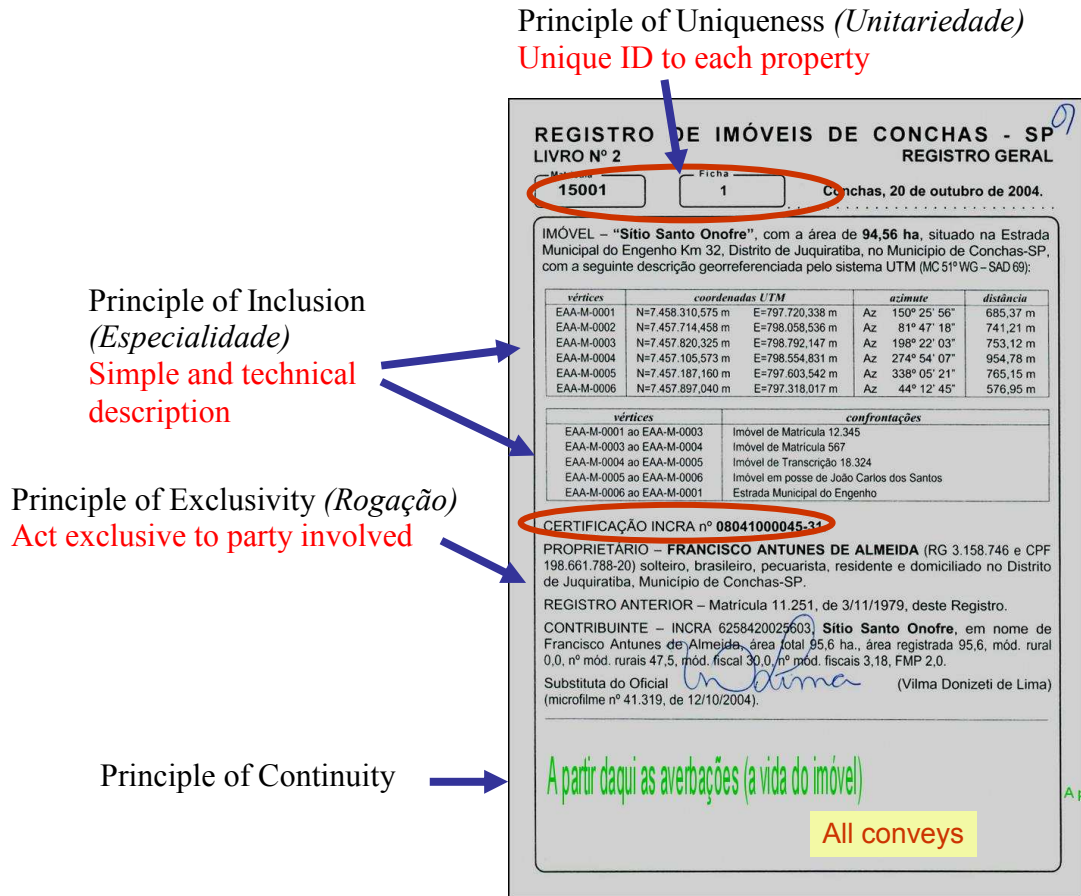 Principle of Uniqueness (Unitariedade)
Unique ID to each property
REGISTRO DE IMÓVEIS DE CONCHAS - SP
LIVRO Nº 2 REGISTRO GERAL
Matrícula Ficha
15001 1 Conchas, 20 de outubro de 2004.
IMÓVEL – “Sítio Santo Onofre”, com a área de 94,56 ha, situado na Estrada
Municipal do Engenho Km 32, Distrito de Juquiratiba, no Município de Conchas-SP,
com a seguinte descrição georreferenciada pelo sistema UTM (MC 51º WG – SAD 69):
vértices coordenadas UTM azimute distância
EAA-M-0001 N=7.458.310,575 m E=797.720,338 m Az 150º 25' 56" 685,37 m
EAA-M-0002 N=7.457.714,458 m E=798.058,536 m Az 81º 47' 18" 741,21 m
EAA-M-0003 N=7.457.820,325 m E=798.792,147 m Az 198º 22' 03" 753,12 m
EAA-M-0004 N=7.457.105,573 m E=798.554,831 m Az 274º 54' 07" 954,78 m
EAA-M-0005 N=7.457.187,160 m E=797.603,542 m Az 338º 05' 21" 765,15 m
EAA-M-0006 N=7.457.897,040 m E=797.318,017 m Az 44º 12' 45" 576,95 m
vértices confrontações
EAA-M-0001 ao EAA-M-0003 Imóvel de Matrícula 12.345
EAA-M-0003 ao EAA-M-0004 Imóvel de Matrícula 567
EAA-M-0004 ao EAA-M-0005 Imóvel de Transcrição 18.324
EAA-M-0005 ao EAA-M-0006 Imóvel em posse de João Carlos dos Santos
EAA-M-0006 ao EAA-M-0001 Estrada Municipal do Engenho
CERTIFICAÇÃO INCRA nº 08041000045-31
PROPRIETÁRIO – FRANCISCO ANTUNES DE ALMEIDA (RG 3.158.746 e CPF
198.661.788-20) solteiro, brasileiro, pecuarista, residente e domiciliado no Distrito
de Juquiratiba, Município de Conchas-SP.
REGISTRO ANTERIOR – Matrícula 11.251, de 3/11/1979, deste Registro.
CONTRIBUINTE – INCRA 6258420025603, Sítio Santo Onofre, em nome de
Francisco Antunes de Almeida, área total 95,6 ha., área registrada 95,6, mód. rural
0,0, nº mód. rurais 47,5, mód. fiscal 30,0, nº mód. fiscais 3,18, FMP 2,0.
Substituta do Oficial (Vilma Donizeti de Lima)
(microfilme nº 41.319, de 12/10/2004).
A partir daqui as averbações (a vida do imóvel)
A p
All conveys
Principle of Inclusion
(Especialidade)
Simple and technical
description
Principle of Exclusivity (Rogação)
Act exclusive to party involved
Principle of Continuity